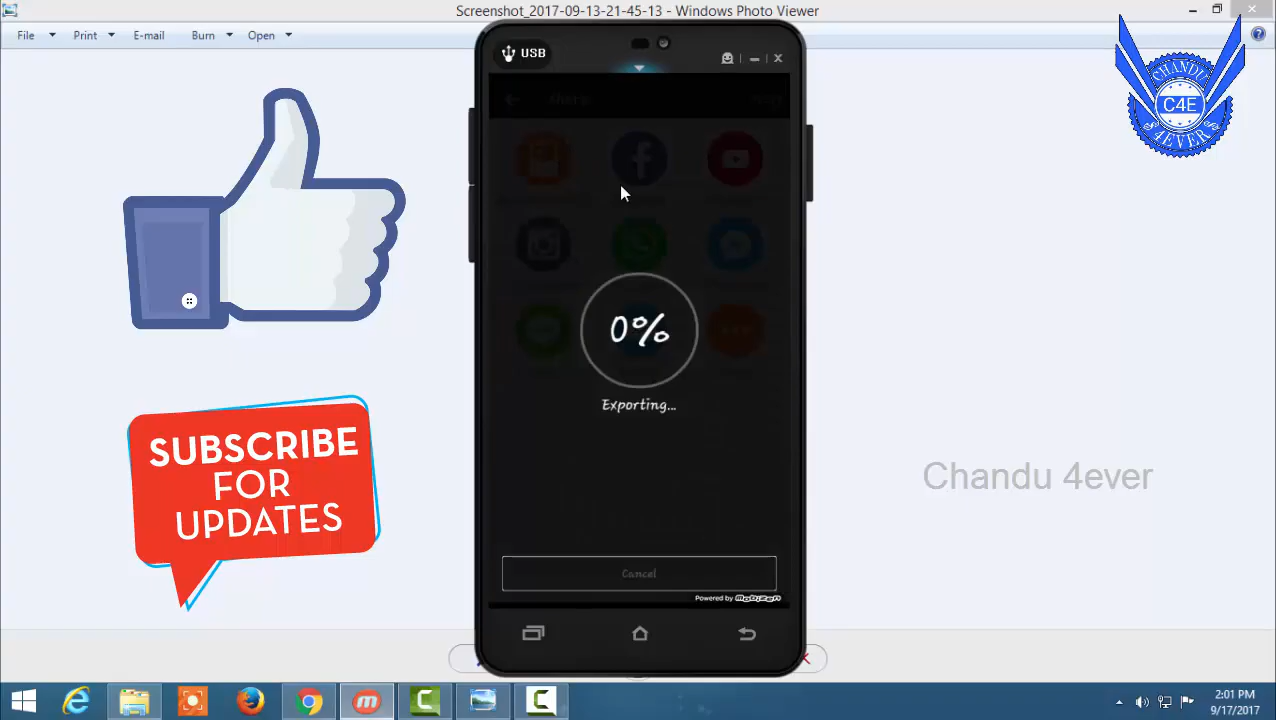 Screenshot_2017-09-13-21-45-13 - Windows Photo Viewer
File Print E-mail Burn Open
USB
Share
0%
Exporting...
Cancel
Powered by Mobizen
CHANDU
C4E
4EVER
SUBSCRIBE
FOR
UPDATES
Chandu 4ever
2:01 PM
9/17/2017